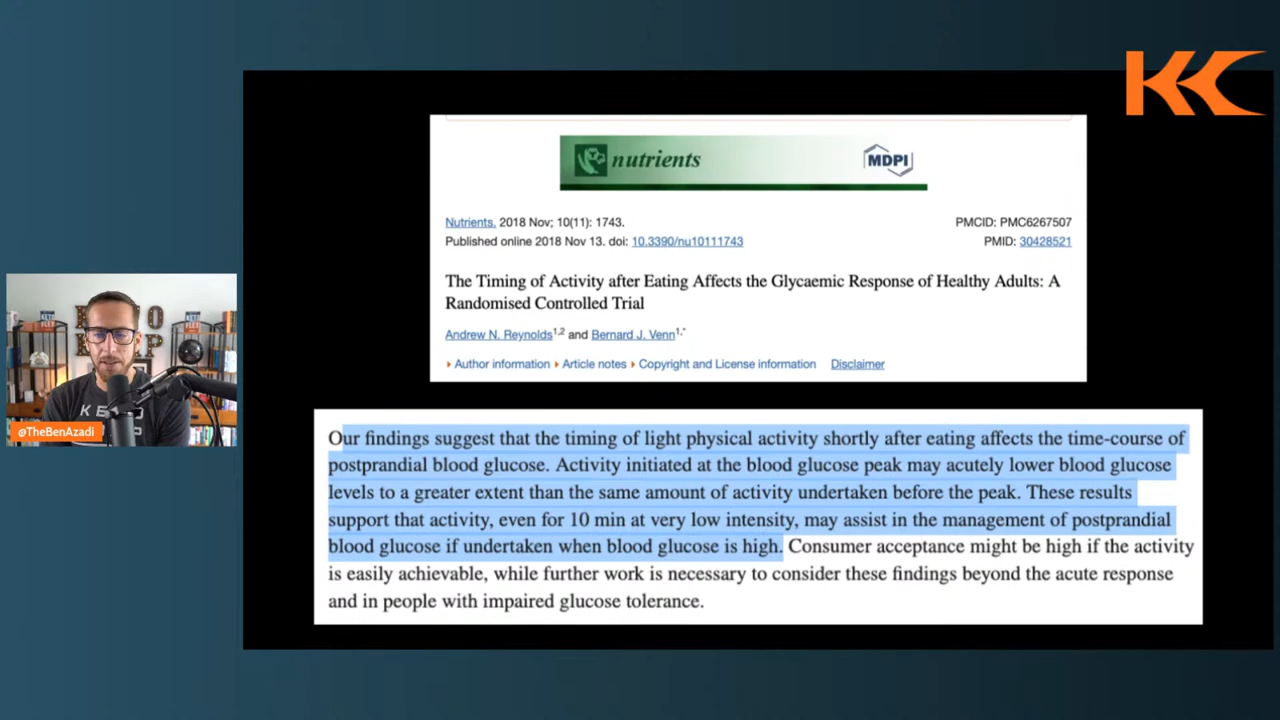 KK
nutrients
MDPI
Nutrients. 2018 Nov; 10(11): 1743.
PMCID: PMC6267507
Published online 2018 Nov 13. doi: 10.3390/nu10111743
PMID: 30428521
The Timing of Activity after Eating Affects the Glycaemic Response of Healthy Adults: A
Randomised Controlled Trial
Andrew N. Reynolds1,2 and Bernard J. Venn1,*
Author information Article notes Copyright and License information Disclaimer
@TheBenAzadi
Our findings suggest that the timing of light physical activity shortly after eating affects the time-course of
postprandial blood glucose. Activity initiated at the blood glucose peak may acutely lower blood glucose
levels to a greater extent than the same amount of activity undertaken before the peak. These results
support that activity, even for 10 min at very low intensity, may assist in the management of postprandial
blood glucose if undertaken when blood glucose is high. Consumer acceptance might be high if the activity
is easily achievable, while further work is necessary to consider these findings beyond the acute response
and in people with impaired glucose tolerance.